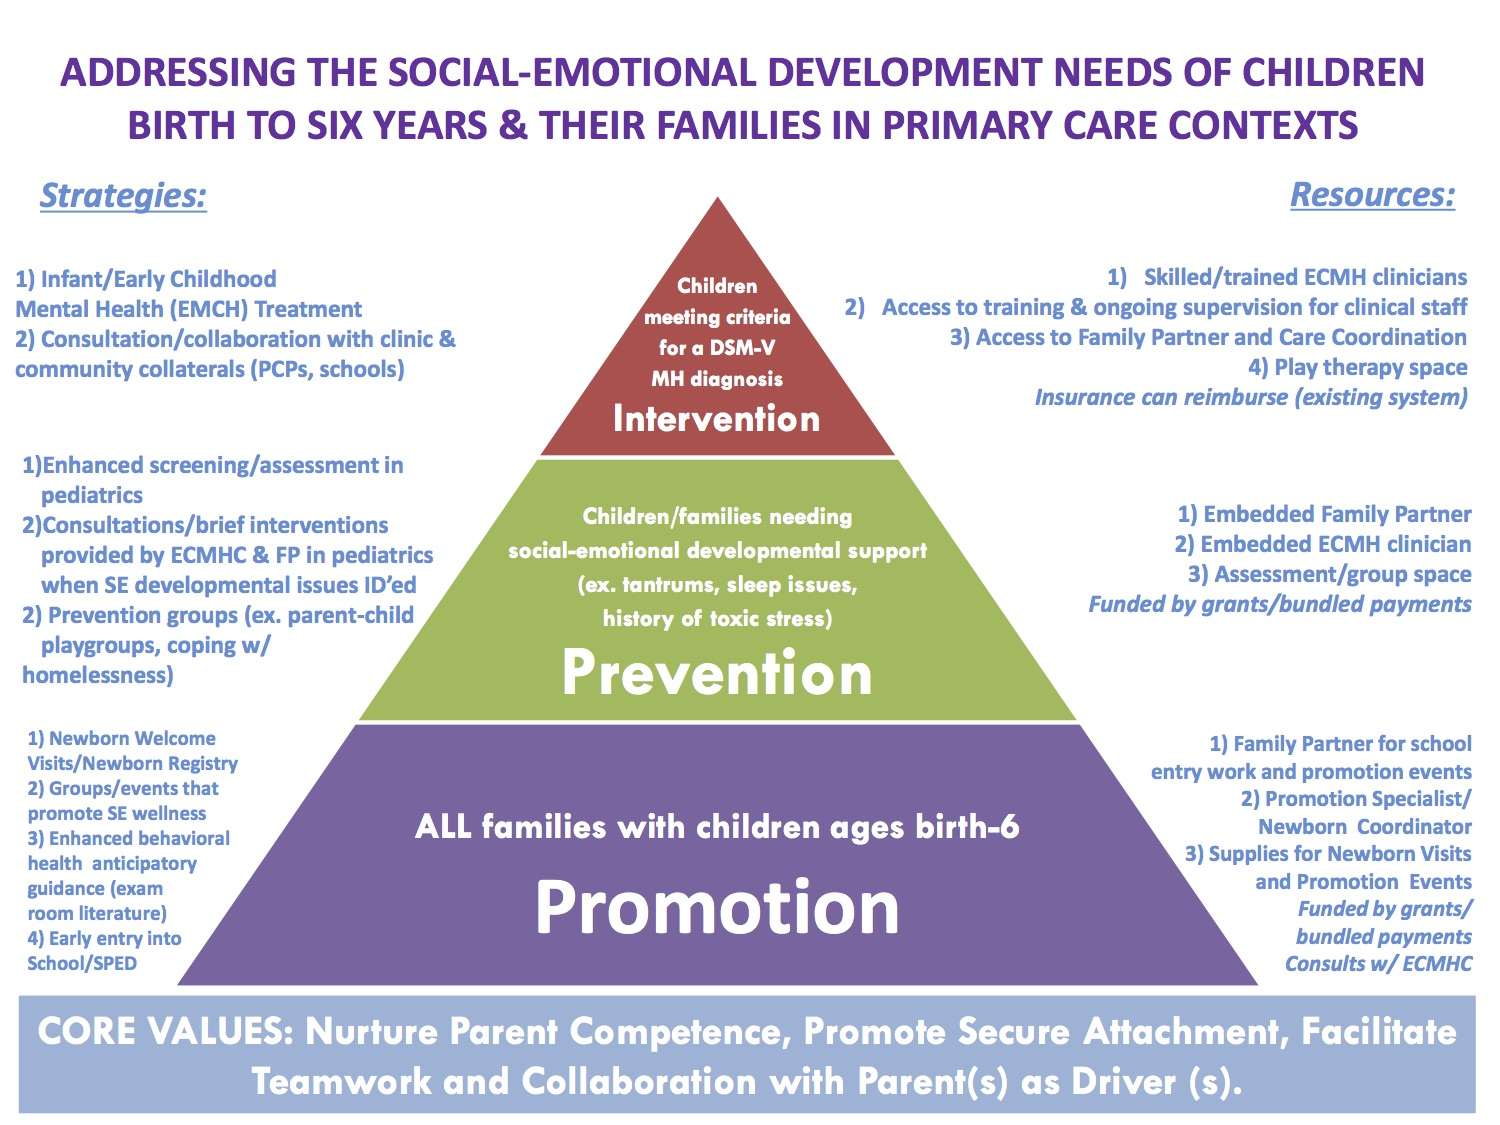 ADDRESSING THE SOCIAL-EMOTIONAL DEVELOPMENT NEEDS OF CHILDREN
BIRTH TO SIX YEARS & THEIR FAMILIES IN PRIMARY CARE CONTEXTS
Strategies:
1) Infant/Early Childhood
Mental Health (EMCH) Treatment
2) Consultation/collaboration with clinic &
community collaterals (PCPs, schools)
1)Enhanced screening/assessment in
pediatrics
2)Consultations/brief interventions
provided by ECMHC & FP in pediatrics
when SE developmental issues ID'ed
2) Prevention groups (ex. parent-child
playgroups, coping w/
homelessness)
1) Newborn Welcome
Visits/Newborn Registry
2) Groups/events that
promote SE wellness
3) Enhanced behavioral
health anticipatory
guidance (exam
room literature)
4) Early entry into
School/SPED
Children
meeting criteria
for a DSM-V
MH diagnosis
Intervention
Children/families needing
social-emotional developmental support
(ex. tantrums, sleep issues,
history of toxic stress)
Prevention
ALL families with children ages birth-6
Promotion
Resources:
1) Skilled/trained ECMH clinicians
2) Access to training & ongoing supervision for clinical staff
3) Access to Family Partner and Care Coordination
4) Play therapy space
Insurance can reimburse (existing system)
1) Embedded Family Partner
2) Embedded ECMH clinician
3) Assessment/group space
Funded by grants/bundled payments
1) Family Partner for school
entry work and promotion events
2) Promotion Specialist/
Newborn Coordinator
3) Supplies for Newborn Visits
and Promotion Events
Funded by grants/
bundled payments
Consults w/ ECMHC
CORE VALUES: Nurture Parent Competence, Promote Secure Attachment, Facilitate
Teamwork and Collaboration with Parent(s) as Driver (s).